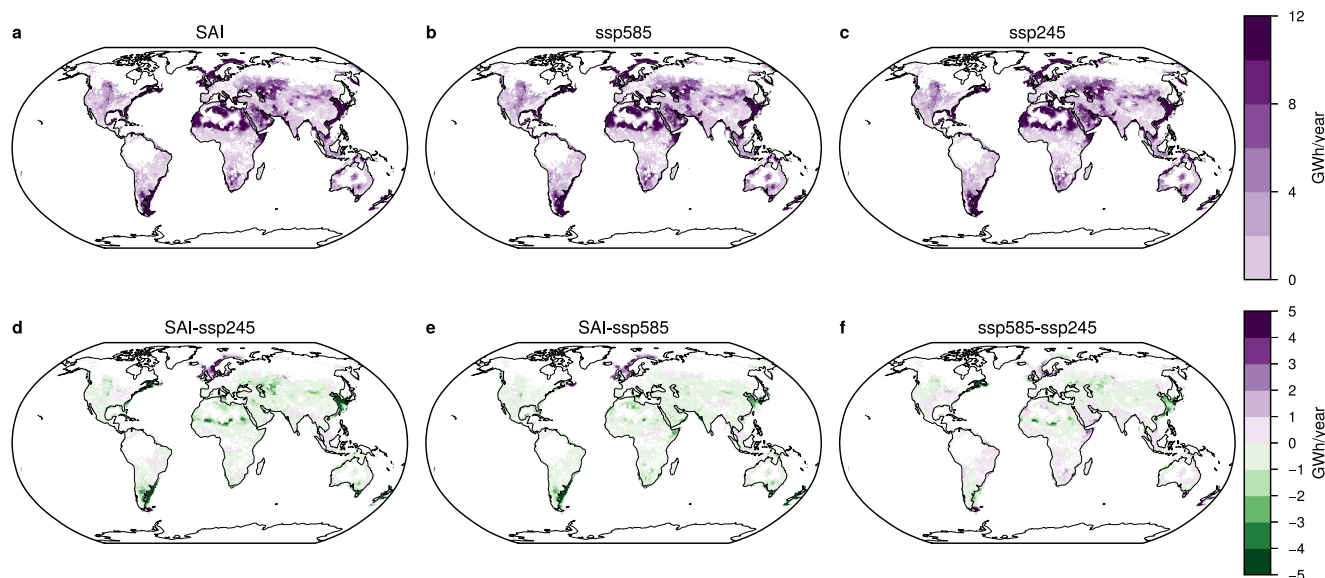 a SAI
b ssp585
c ssp245
12
8
4
0
GWh/year
d SAI-ssp245
e SAI-ssp585
f ssp585-ssp245
5
4
3
2
1
0
−1
−2
−3
−4
−5
GWh/year